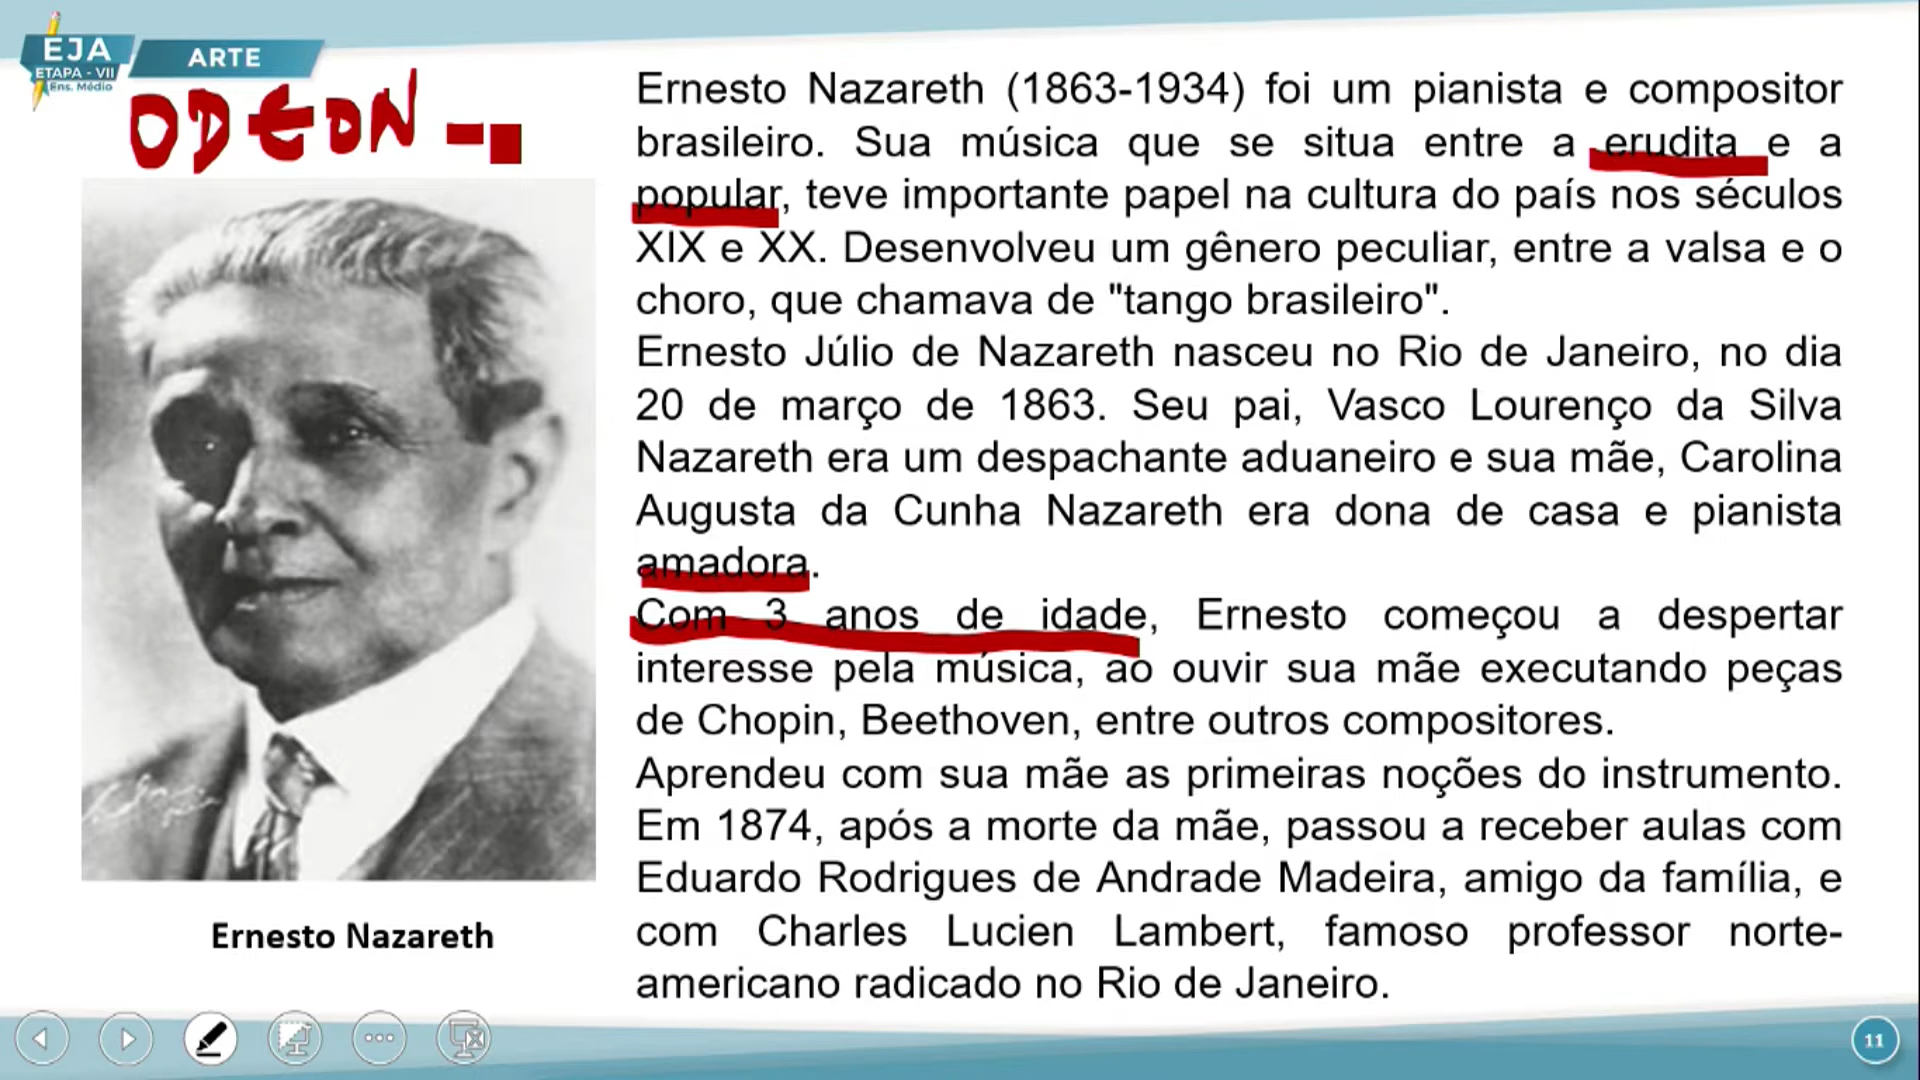 EJA
ETAPA - VII
Ens. Médio
ARTE
ODEON -
Ernesto Nazareth (1863-1934) foi um pianista e compositor
brasileiro. Sua música que se situa entre a erudita e a
popular, teve importante papel na cultura do país nos séculos
XIX e XX. Desenvolveu um gênero peculiar, entre a valsa e o
choro, que chamava de "tango brasileiro".
Ernesto Júlio de Nazareth nasceu no Rio de Janeiro, no dia
20 de março de 1863. Seu pai, Vasco Lourenço da Silva
Nazareth era um despachante aduaneiro e sua mãe, Carolina
Augusta da Cunha Nazareth era dona de casa e pianista
amadora.
Com 3 anos de idade, Ernesto começou a despertar
interesse pela música, ao ouvir sua mãe executando peças
de Chopin, Beethoven, entre outros compositores.
Aprendeu com sua mãe as primeiras noções do instrumento.
Em 1874, após a morte da mãe, passou a receber aulas com
Eduardo Rodrigues de Andrade Madeira, amigo da família, e
com Charles Lucien Lambert, famoso professor norte-
americano radicado no Rio de Janeiro.
Ernesto Nazareth
11